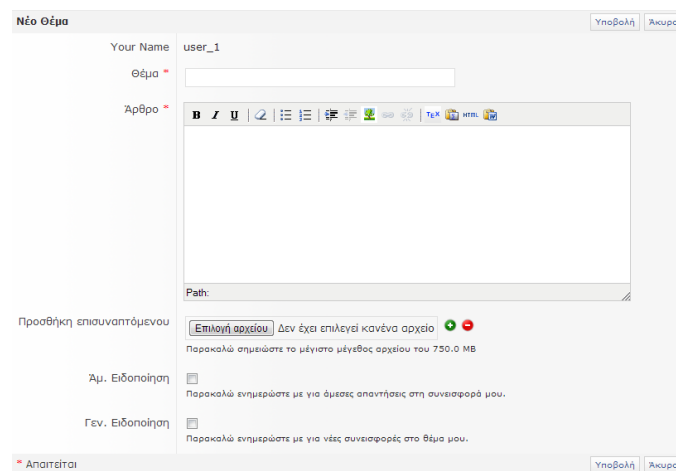 Νέο Θέμα Υποβολή
Your Name user_1
Θέμα *
Άρθρο *
B I U TEX HTML
Path:
Προσθήκη επισυναπτόμενου Επιλογή αρχείου Δεν έχει επιλεγεί κανένα αρχείο
Παρακαλώ σημειώστε το μέγιστο μέγεθος αρχείου του 750.0 MB
Άμ. Ειδοποίηση
Παρακαλώ ενημερώστε με για άμεσες απαντήσεις στη συνεισφορά μου.
Γεν. Ειδοποίηση
Παρακαλώ ενημερώστε με για νέες συνεισφορές στο θέμα μου.
* Απαιτείται Υποβολή